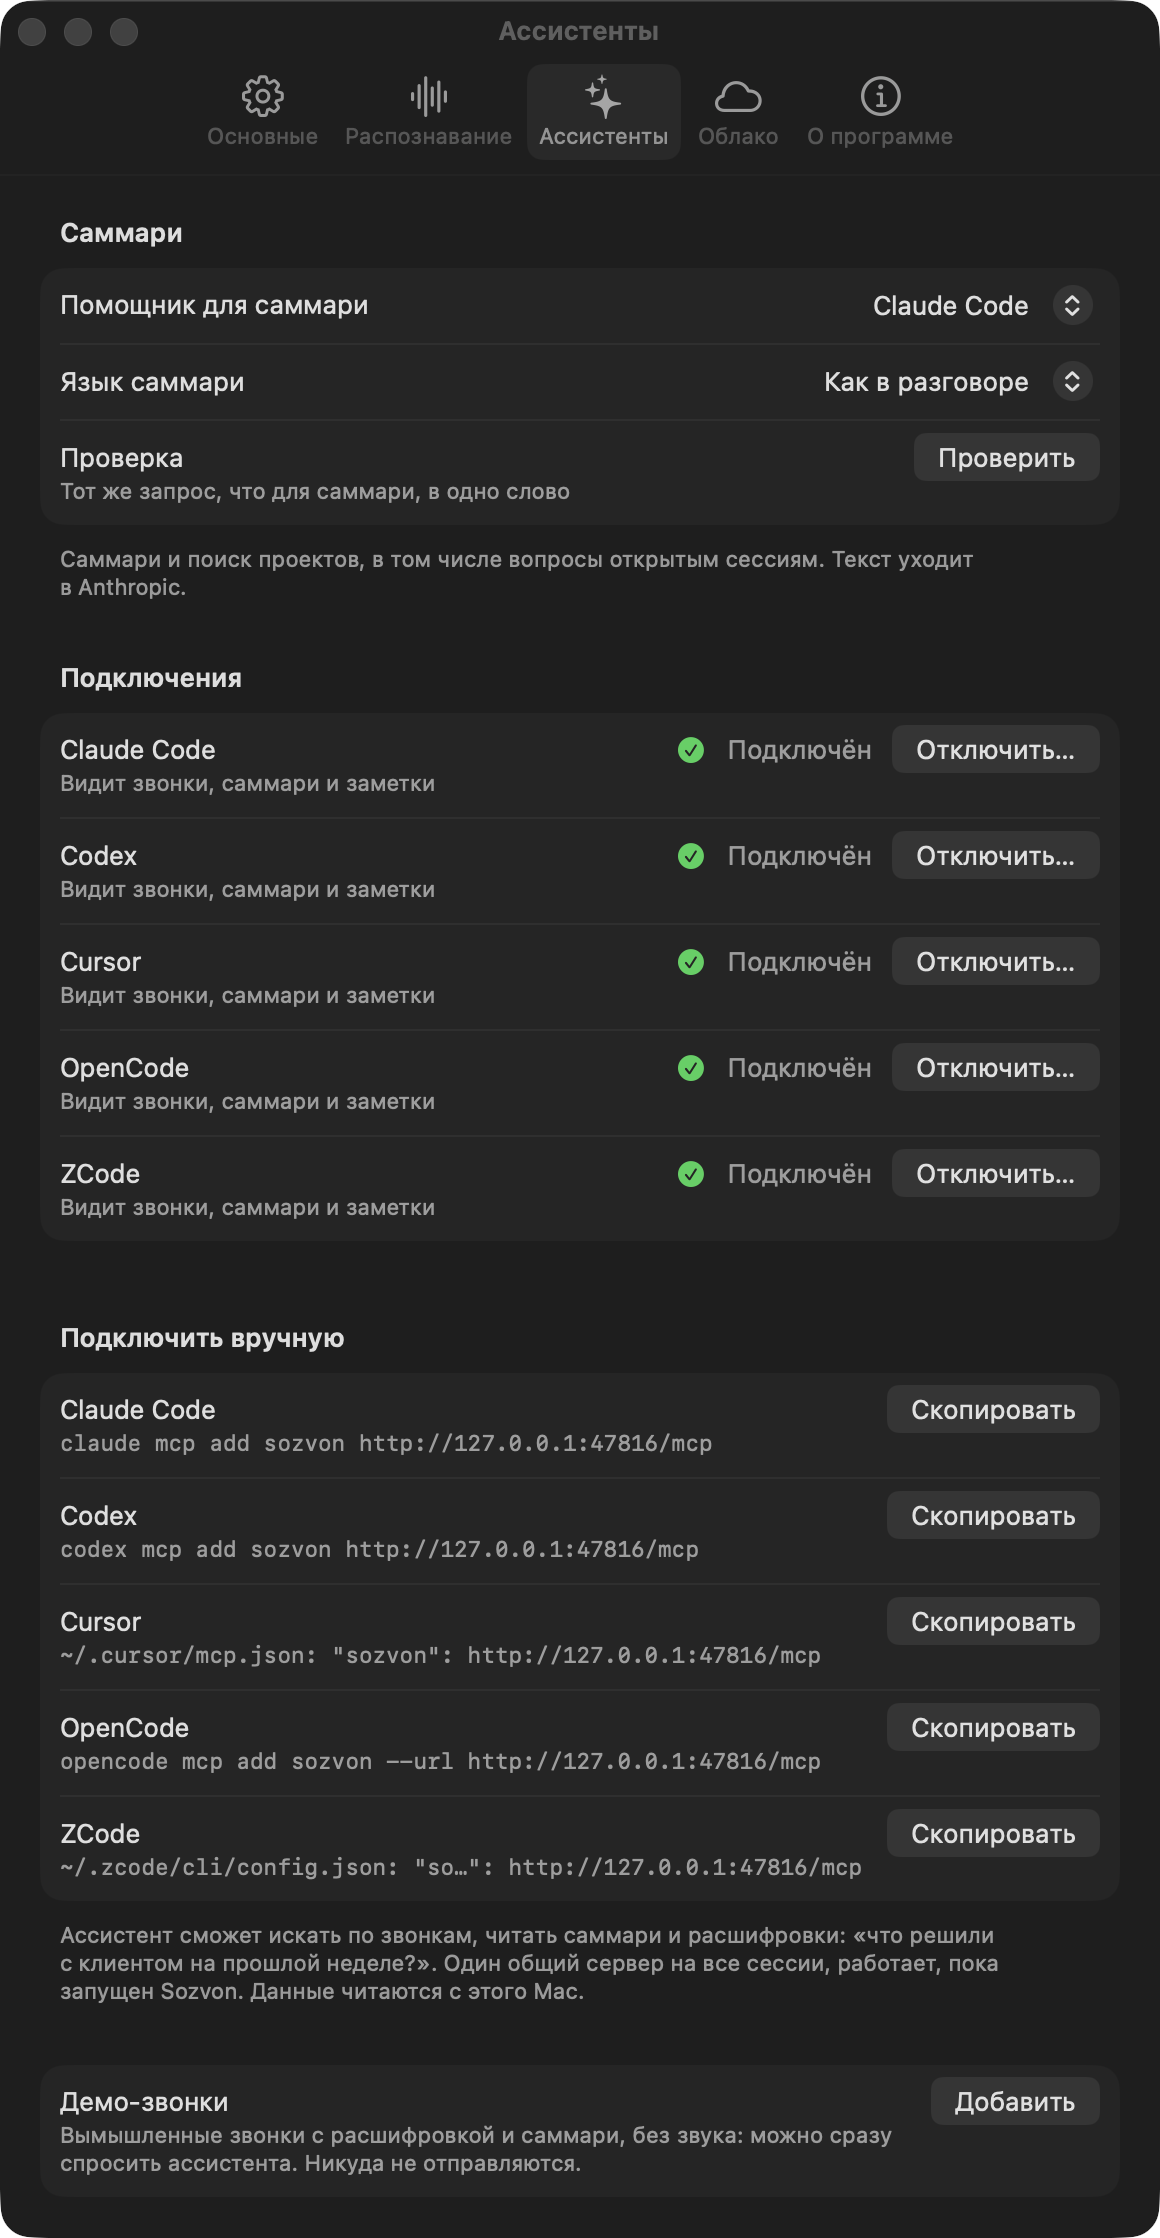 Ассистенты
Основные
Распознавание
Ассистенты
Облако
О программе
Саммари
Помощник для саммари
Claude Code
Язык саммари
Как в разговоре
Проверка
Проверить
Тот же запрос, что для саммари, в одно слово
Саммари и поиск проектов, в том числе вопросы открытым сессиям. Текст уходит
в Anthropic.
Подключения
Claude Code
Подключён
Отключить...
Видит звонки, саммари и заметки
Codex
Подключён
Отключить...
Видит звонки, саммари и заметки
Cursor
Подключён
Отключить...
Видит звонки, саммари и заметки
OpenCode
Подключён
Отключить...
Видит звонки, саммари и заметки
ZCode
Подключён
Отключить...
Видит звонки, саммари и заметки
Подключить вручную
Claude Code
Скопировать
claude mcp add sozvon http://127.0.0.1:47816/mcp
Codex
Скопировать
codex mcp add sozvon http://127.0.0.1:47816/mcp
Cursor
Скопировать
~/.cursor/mcp.json: "sozvon": http://127.0.0.1:47816/mcp
OpenCode
Скопировать
opencode mcp add sozvon --url http://127.0.0.1:47816/mcp
ZCode
Скопировать
~/.zcode/cli/config.json: "so…": http://127.0.0.1:47816/mcp
Ассистент сможет искать по звонкам, читать саммари и расшифровки: «что решили
с клиентом на прошлой неделе?». Один общий сервер на все сессии, работает, пока
запущен Sozvon. Данные читаются с этого Mac.
Демо-звонки
Добавить
Вымышленные звонки с расшифровкой и саммари, без звука: можно сразу
спросить ассистента. Никуда не отправляются.